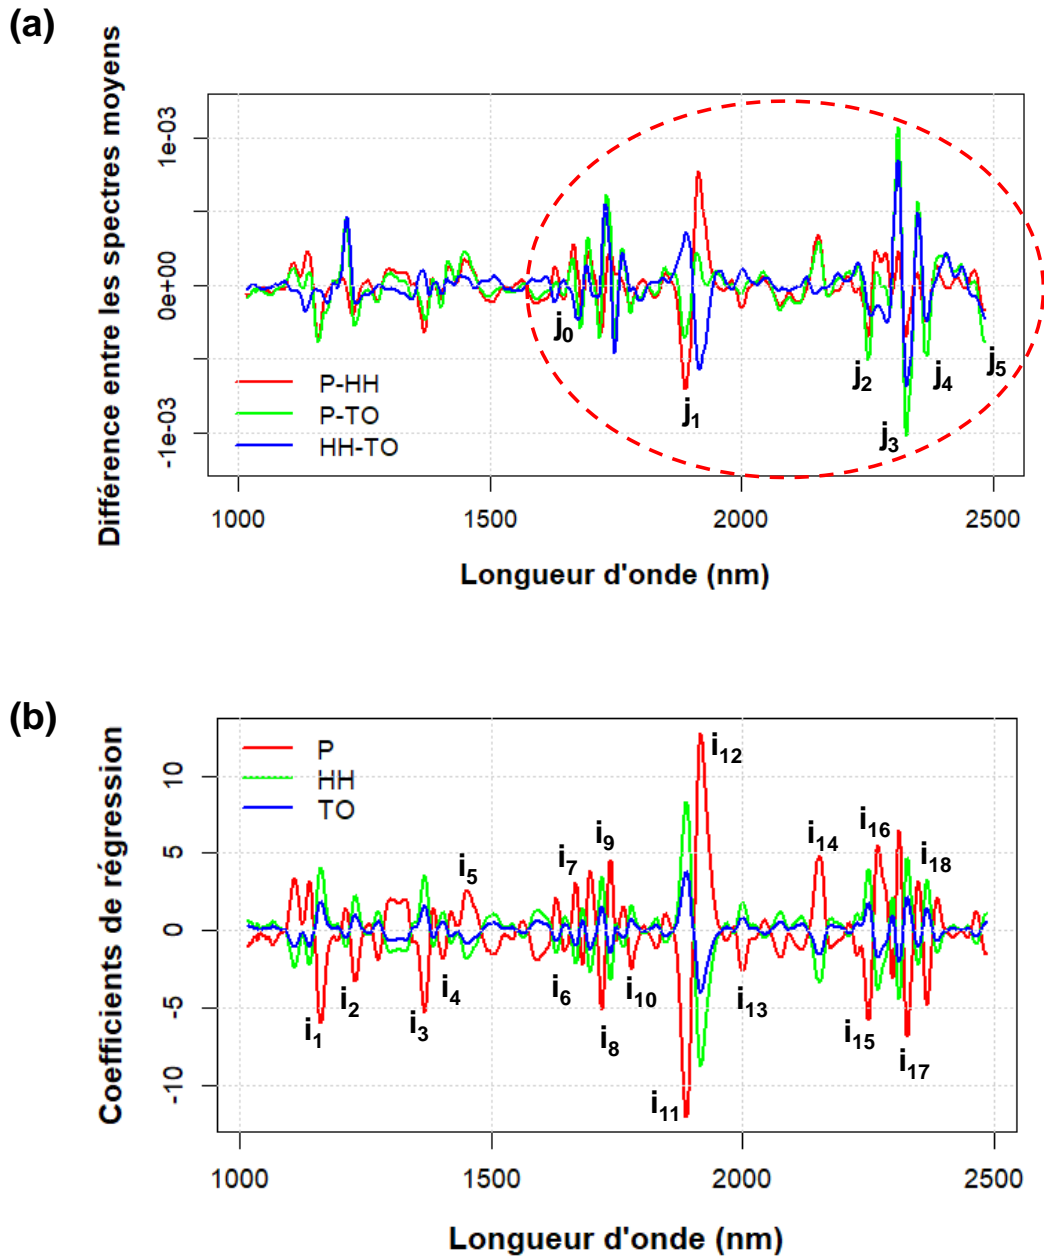 (a)
Différence entre les spectres moyens
1e-03
0e+00
-1e-03
P-HH
P-TO
HH-TO
j0
j1
j2
j3
j4
j5
1000 1500 2000 2500
Longueur d'onde (nm)
(b)
Coefficients de régression
10
5
0
-5
-10
P
HH
TO
i1
i2
i3
i4
i5
i6
i7
i8
i9
i10
i11
i12
i13
i14
i15
i16
i17
i18
1000 1500 2000 2500
Longueur d'onde (nm)